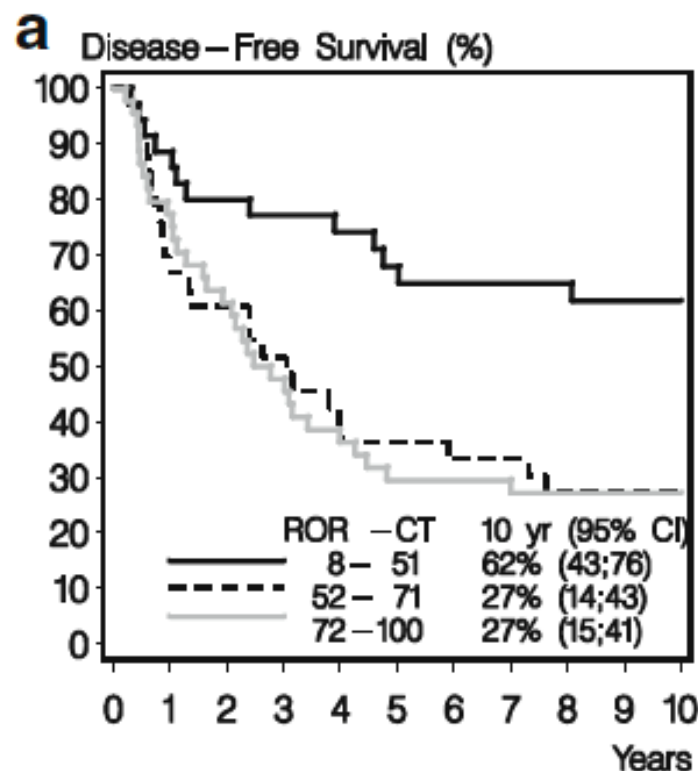 a
Disease–Free Survival (%)
100
90
80
70
60
50
40
30
20
10
0
ROR –CT 10 yr (95% CI)
8– 51 62% (43;76)
52– 71 27% (14;43)
72–100 27% (15;41)
0 1 2 3 4 5 6 7 8 9 10
Years